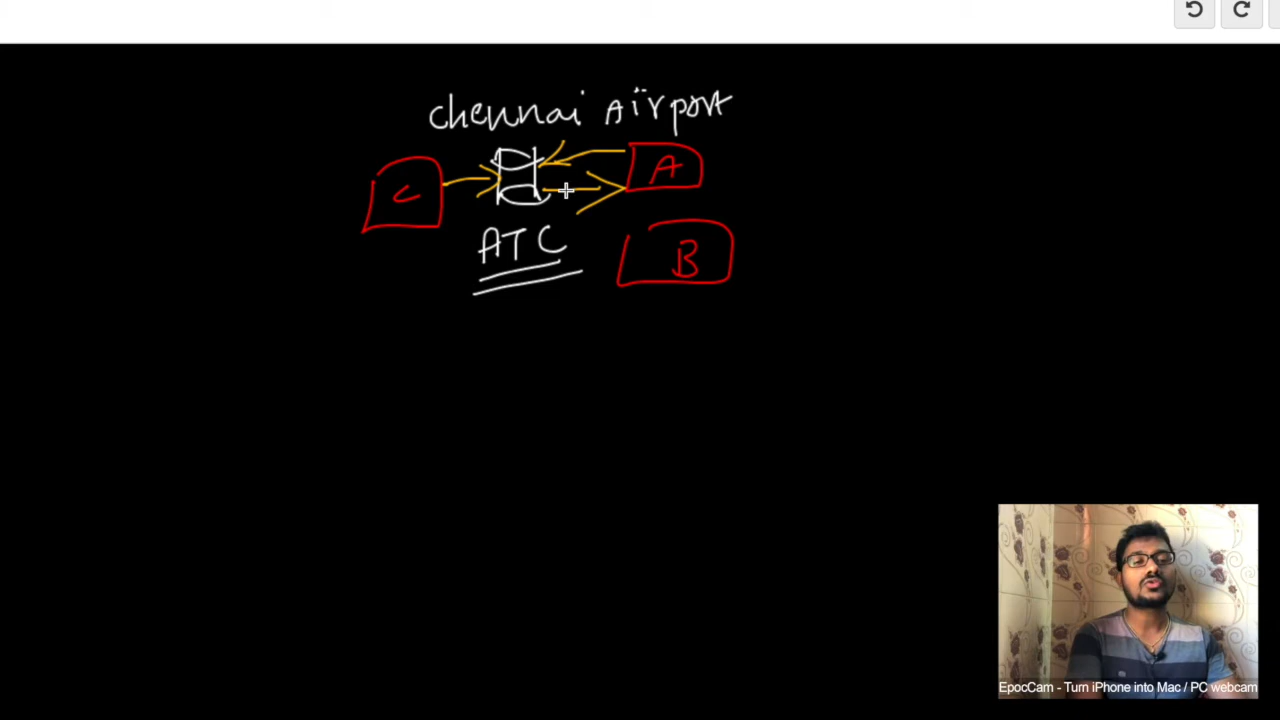 Chennai Airport
C
A
ATC
B
EpocCam - Turn iPhone into Mac / PC webcam